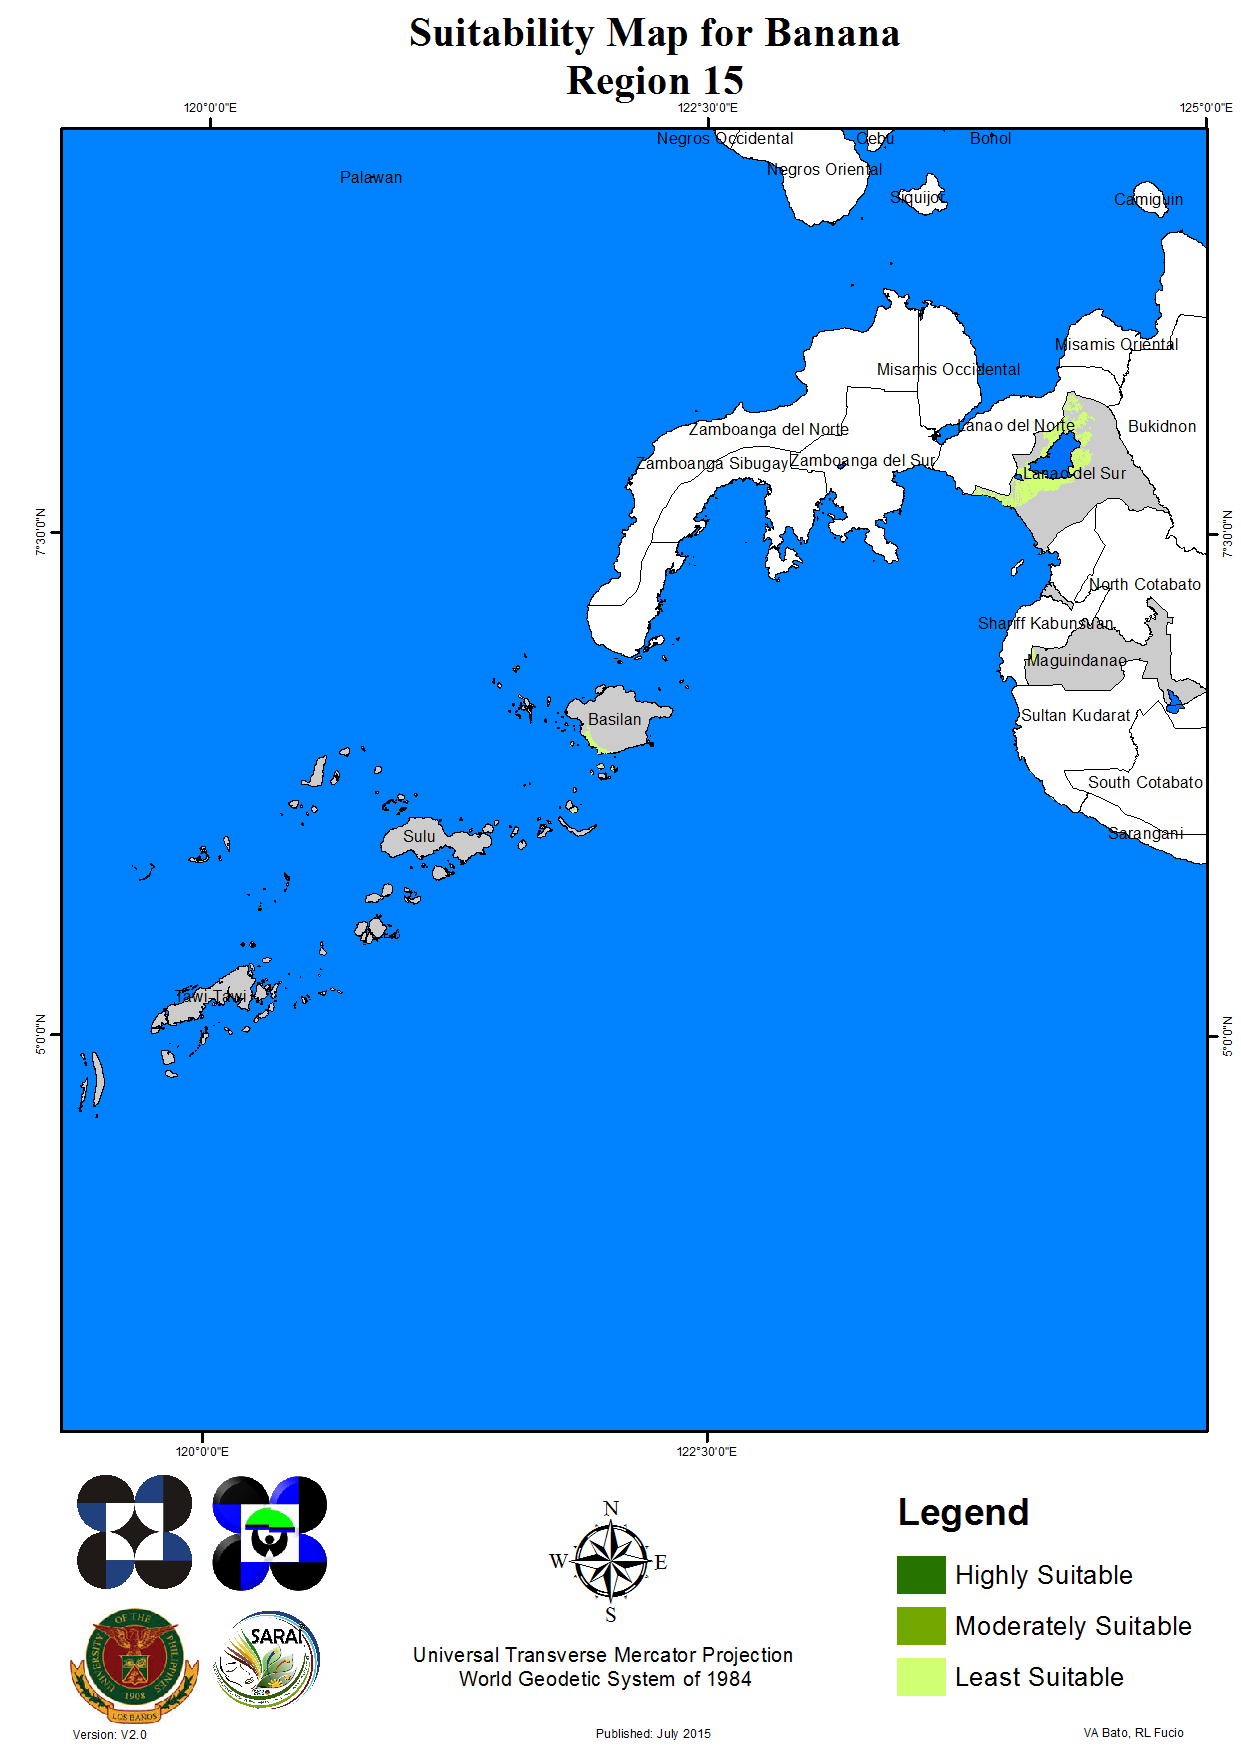 Suitability Map for Banana
Region 15
120°0'0"E
122°30'0"E
125°0'0"E
Negros Occidental
Cebu
Bohol
Palawan
Negros Oriental
Siquijor
Camiguin
Misamis Oriental
Misamis Occidental
Lanao del Norte
Bukidnon
Zamboanga del Norte
Zamboanga Sibugay
Zamboanga del Sur
Lanao del Sur
7°30'0"N
7°30'0"N
North Cotabato
Shariff Kabunsuan
Maguindanao
Basilan
Sultan Kudarat
South Cotabato
Sulu
Sarangani
Tawi-Tawi
5°0'0"N
5°0'0"N
120°0'0"E
122°30'0"E
N
W
E
S
Universal Transverse Mercator Projection
World Geodetic System of 1984
Legend
Highly Suitable
Moderately Suitable
Least Suitable
UNIVERSITY OF THE PHILIPPINES
1908
LOS BAÑOS
SARAI
Version: V2.0
Published: July 2015
VA Bato, RL Fucio